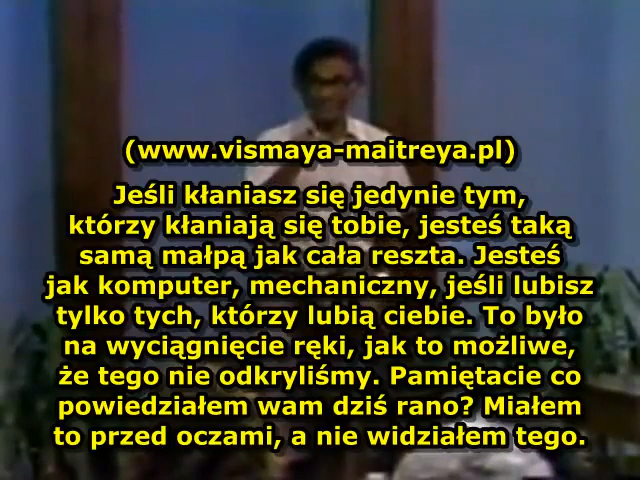 (www.vismaya-maitreya.pl)
Jeśli kłaniasz się jedynie tym,
którzy kłaniają się tobie, jesteś taką
samą małpą jak cała reszta. Jesteś
jak komputer, mechaniczny, jeśli lubisz
tylko tych, którzy lubią ciebie. To było
na wyciągnięcie ręki, jak to możliwe,
że tego nie odkryliśmy. Pamiętacie co
powiedziałem wam dziś rano? Miałem
to przed oczami, a nie widziałem tego.